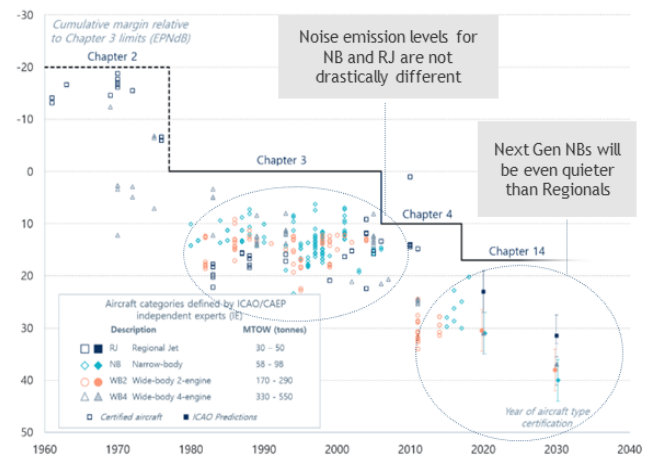 -30
-20
-10
0
10
20
30
40
50
Cumulative margin relative
to Chapter 3 limits (EPNdB)
Chapter 2
Noise emission levels for
NB and RJ are not
drastically different
Chapter 3
Next Gen NBs will
be even quieter
than Regionals
Chapter 4
Chapter 14
Aircraft categories defined by ICAO/CAEP
independent experts (IE)
Description MTOW (tonnes)
RJ Regional Jet 30 - 50
NB Narrow-body 58 - 98
WB2 Wide-body 2-engine 170 - 290
WB4 Wide-body 4-engine 330 - 550
Certified aircraft ICAO Predictions
Year of aircraft type
certification
1960 1970 1980 1990 2000 2010 2020 2030 2040